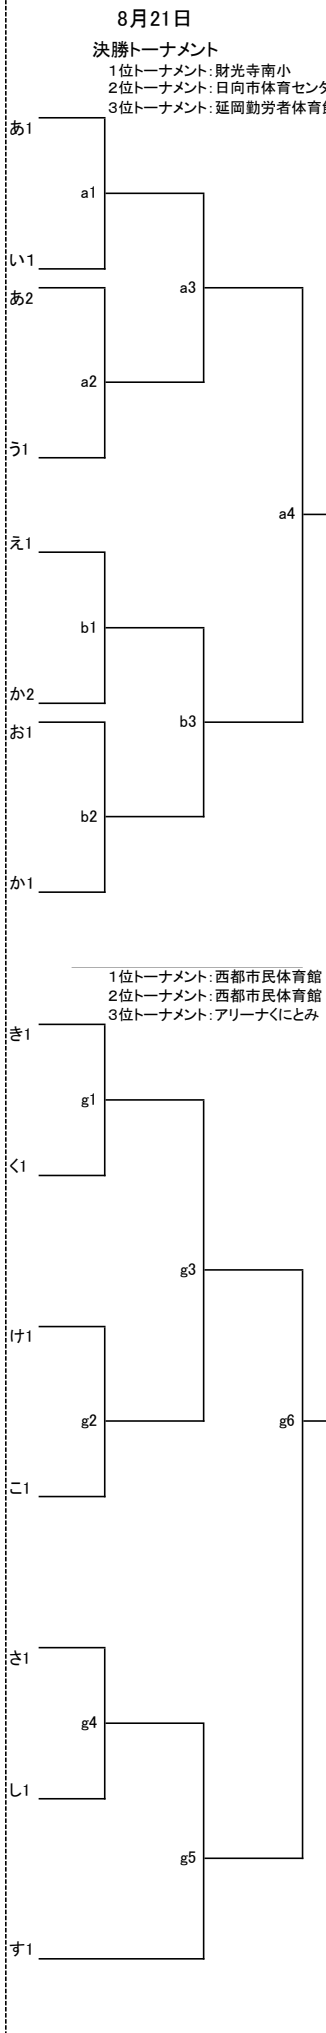 8月21日
決勝トーナメント
1位トーナメント：財光寺南小
2位トーナメント：日向市体育センタ
3位トーナメント：延岡勤労者体育館
あ1
a1
い1
あ2
a3
a2
う1
a4
え1
b1
か2
お1
b3
b2
か1
1位トーナメント：西都市民体育館
2位トーナメント：西都市民体育館
3位トーナメント：アリーナくにとみ
き1
g1
く1
g3
け1
g2
g6
こ1
さ1
g4
し1
g5
す1